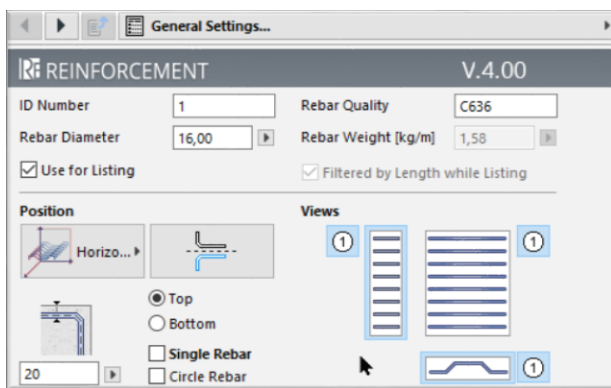 General Settings...
REINFORCEMENT V.4.00
ID Number 1 Rebar Quality C636
Rebar Diameter 16,00 Rebar Weight [kg/m] 1,58
Use for Listing Filtered by Length while Listing
Position Views
Horizo... 1 1
Top
Bottom
Single Rebar
20 Circle Rebar 1